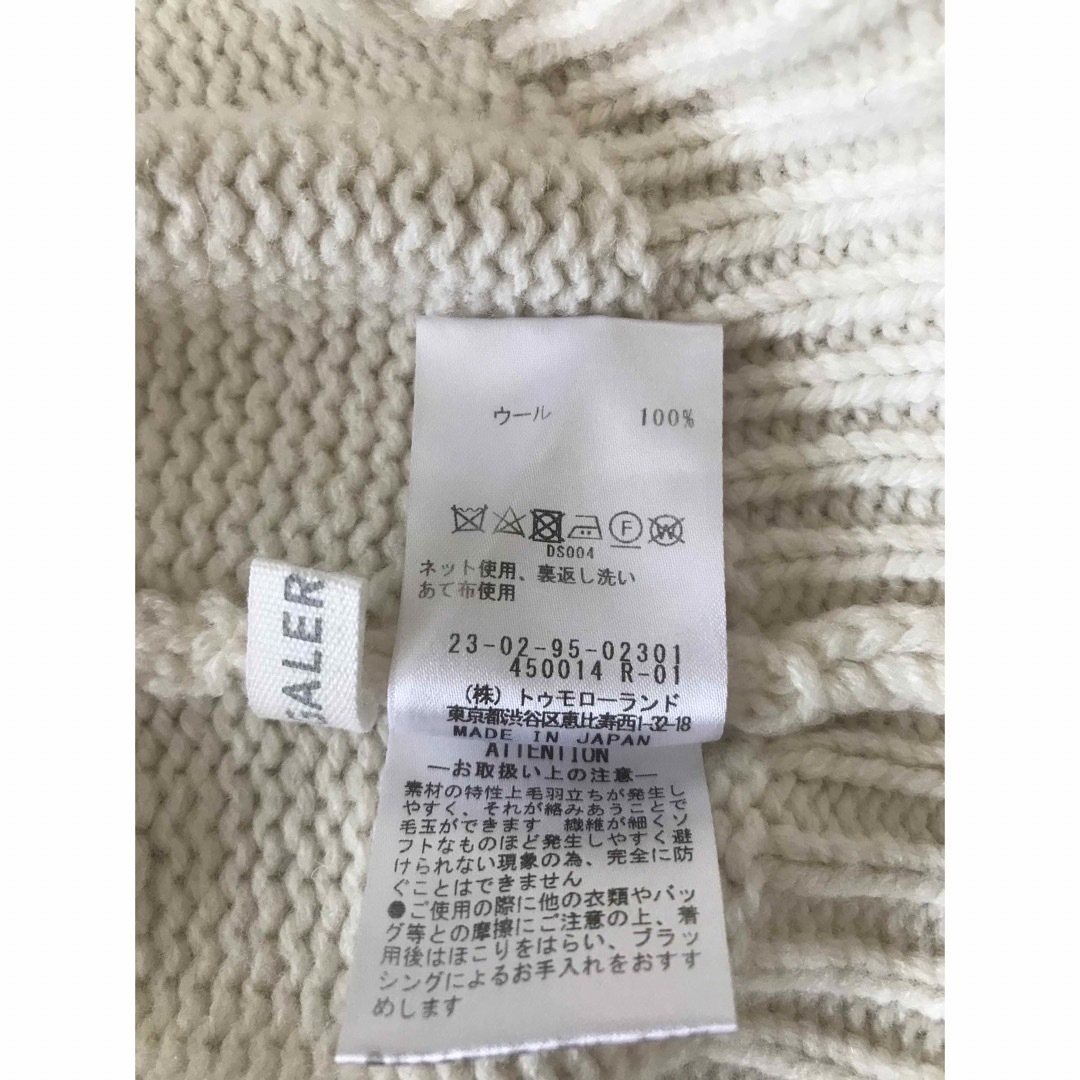 ウール 100%
DS004
ネット使用、裏返し洗い
あて布使用
23-02-95-02301
450014 R-01
(株) トゥモローランド
東京都渋谷区恵比寿西1-32-18
MADE IN JAPAN
ATTENTION
―お取扱い上の注意―
素材の特性上毛羽立ちが発生し
やすく、それが絡みあうことで
毛玉ができます 繊維が細くソ
フトなものほど発生しやすく避
けられない現象の為、完全に防
ぐことはできません
●ご使用の際に他の衣類やバッ
グ等との摩擦にご注意の上、着
用後はほこりをはらい、ブラッ
シングによるお手入れをおすす
めします
GALER